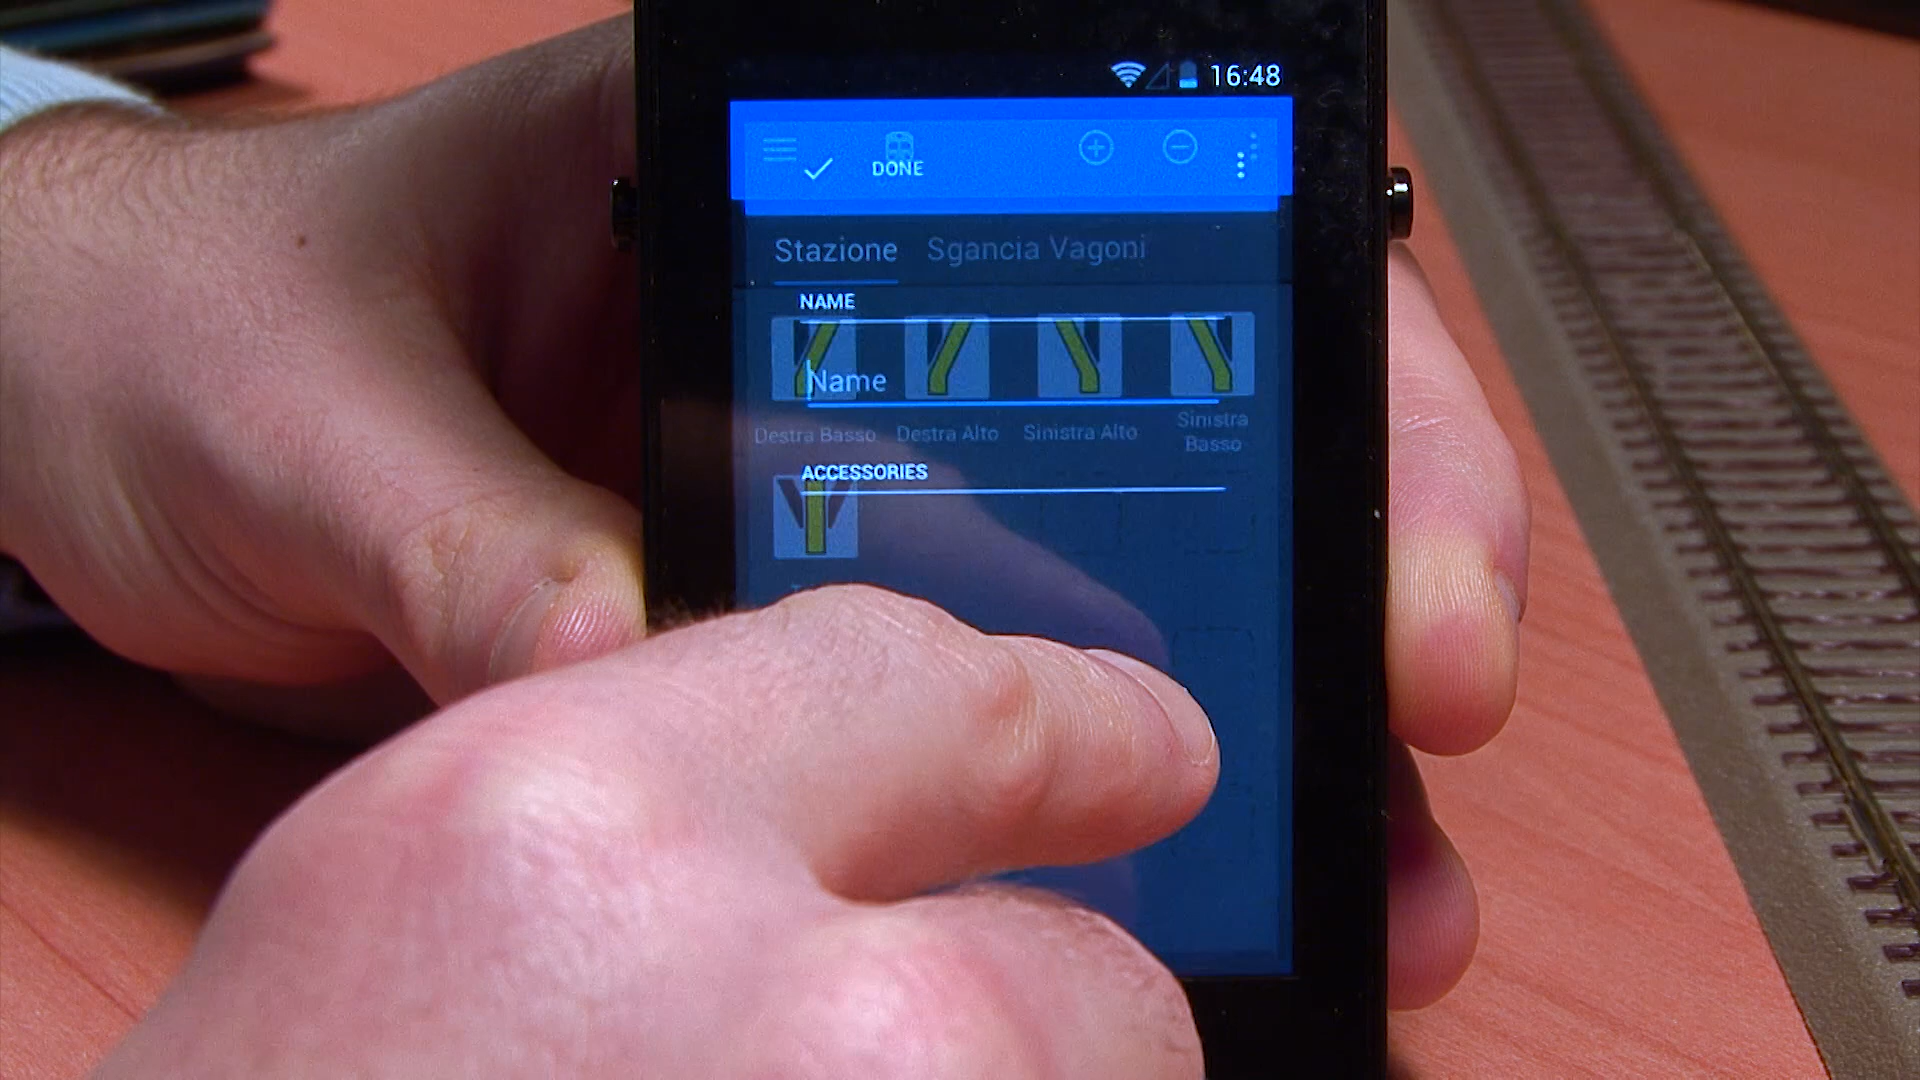 16:48
DONE
Stazione Sgancia Vagoni
NAME
Name
Destra Basso Destra Alto Sinistra Alto Sinistra Basso
ACCESSORIES